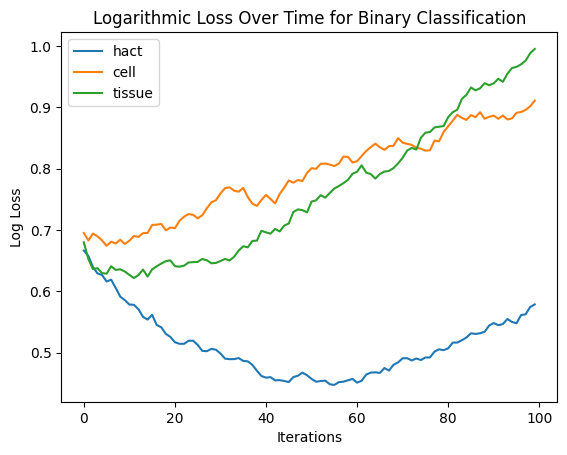 Logarithmic Loss Over Time for Binary Classification
hact
cell
tissue
Log Loss
1.0
0.9
0.8
0.7
0.6
0.5
0 20 40 60 80 100
Iterations